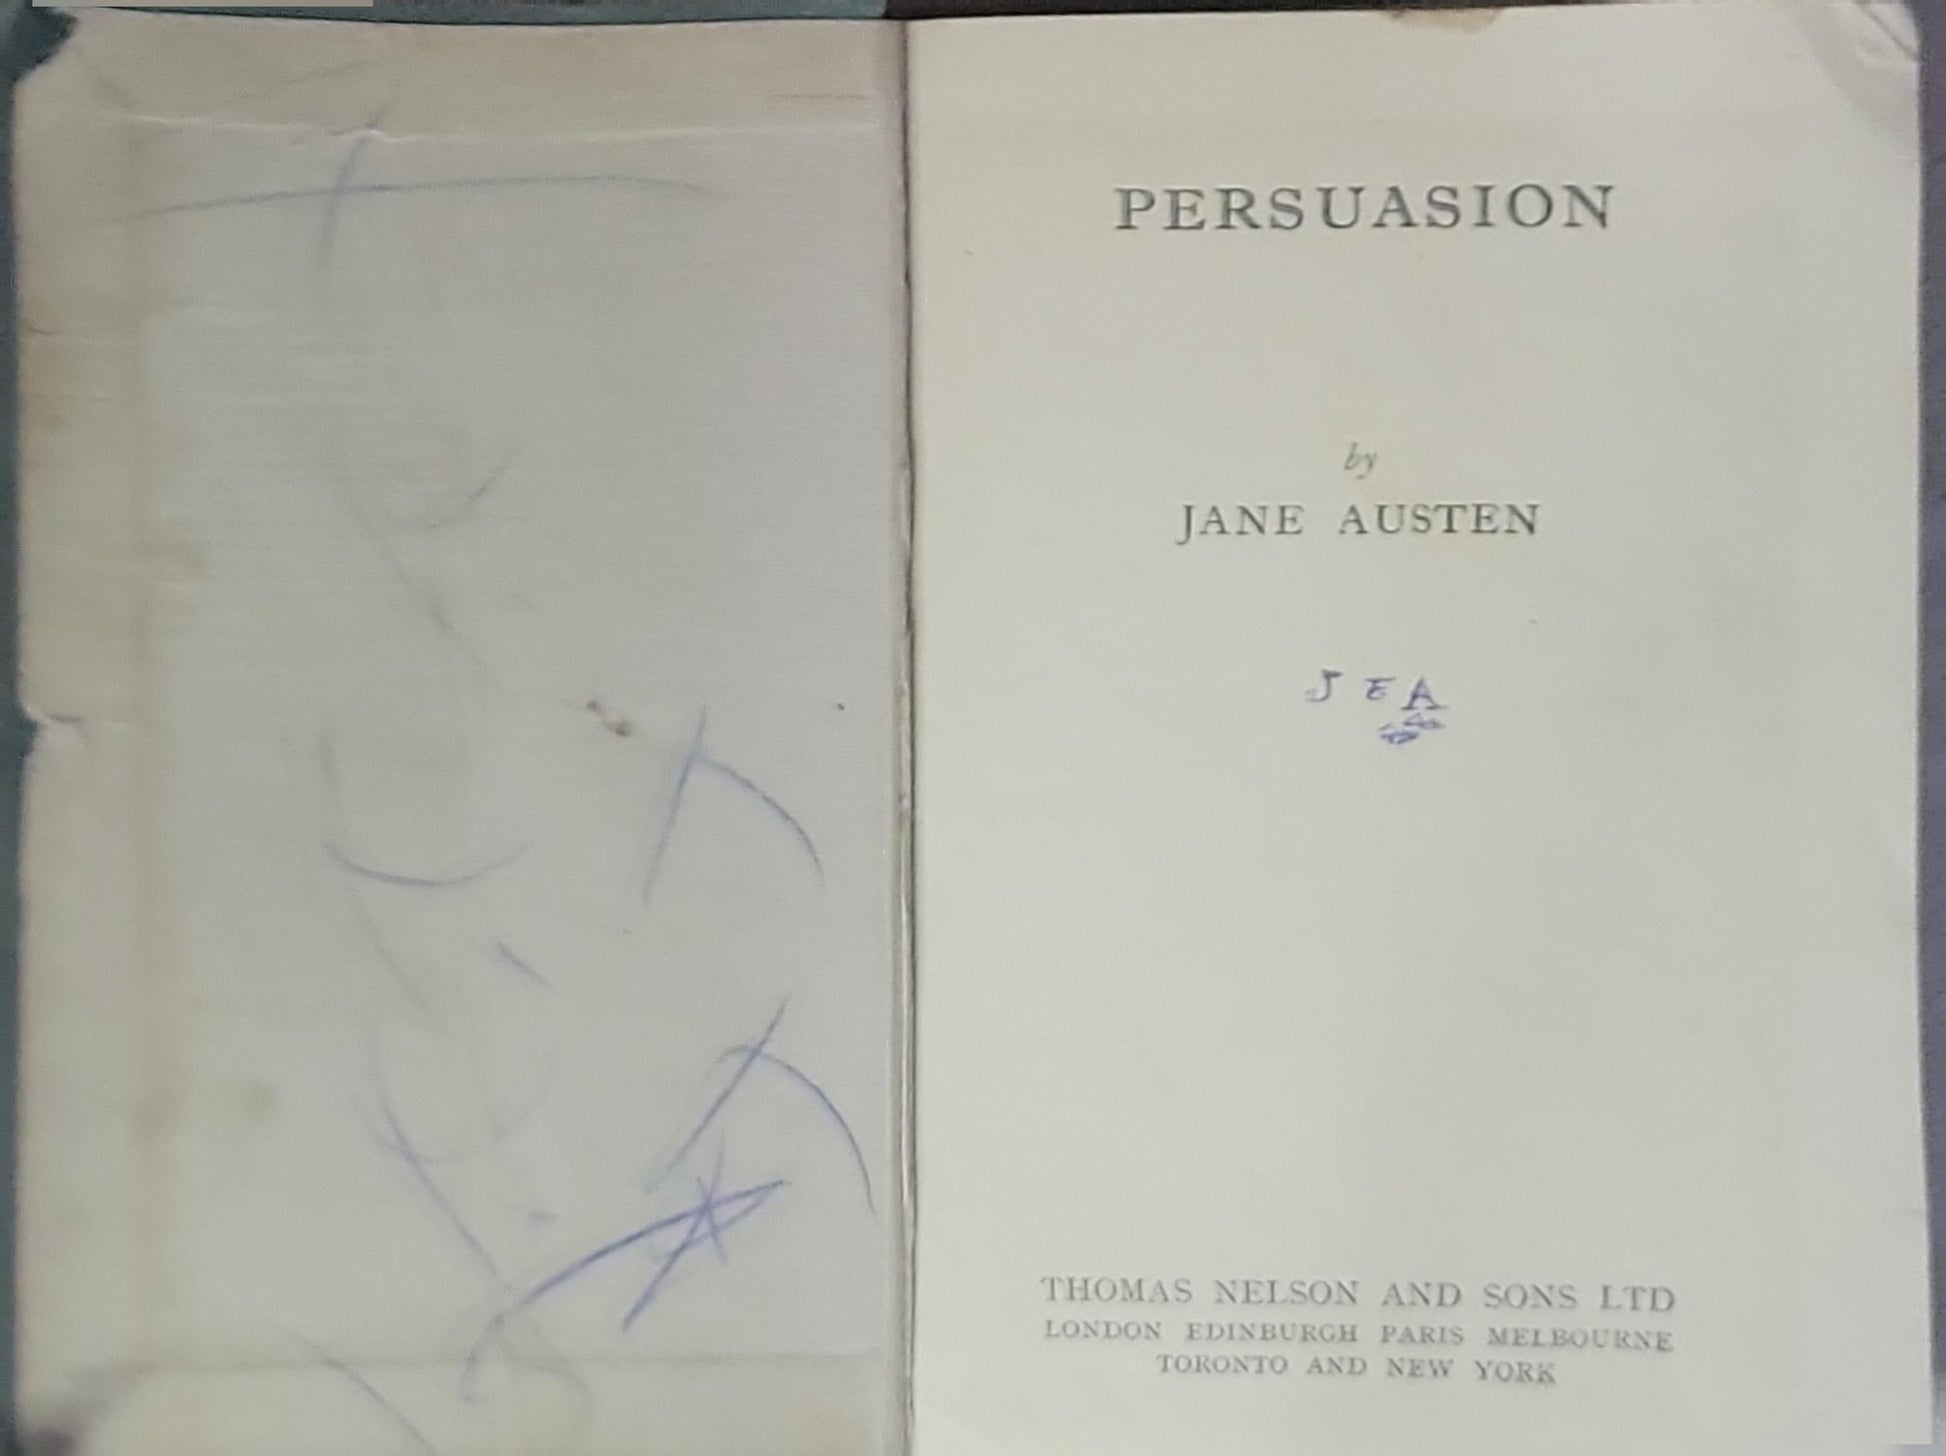 PERSUASION
by
JANE AUSTEN
J E A
THOMAS NELSON AND SONS LTD
LONDON EDINBURGH PARIS MELBOURNE
TORONTO AND NEW YORK